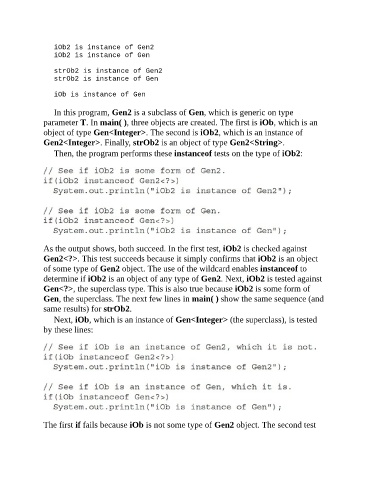 iOb2 is instance of Gen2
iOb2 is instance of Gen
strOb2 is instance of Gen2
strOb2 is instance of Gen
iOb is instance of Gen
In this program, Gen2 is a subclass of Gen, which is generic on type
parameter T. In main( ), three objects are created. The first is iOb, which is an
object of type Gen<Integer>. The second is iOb2, which is an instance of
Gen2<Integer>. Finally, strOb2 is an object of type Gen2<String>.
Then, the program performs these instanceof tests on the type of iOb2:
// See if iOb2 is some form of Gen2.
if(iOb2 instanceof Gen2<?>)
System.out.println("iOb2 is instance of Gen2");
// See if iOb2 is some form of Gen.
if(iOb2 instanceof Gen<?>)
System.out.println("iOb2 is instance of Gen");
As the output shows, both succeed. In the first test, iOb2 is checked against
Gen2<?>. This test succeeds because it simply confirms that iOb2 is an object
of some type of Gen2 object. The use of the wildcard enables instanceof to
determine if iOb2 is an object of any type of Gen2. Next, iOb2 is tested against
Gen<?>, the superclass type. This is also true because iOb2 is some form of
Gen, the superclass. The next few lines in main( ) show the same sequence (and
same results) for strOb2.
Next, iOb, which is an instance of Gen<Integer> (the superclass), is tested
by these lines:
// See if iOb is an instance of Gen2, which it is not.
if(iOb instanceof Gen2<?>)
System.out.println("iOb is instance of Gen2");
// See if iOb is an instance of Gen, which it is.
if(iOb instanceof Gen<?>)
System.out.println("iOb is instance of Gen");
The first if fails because iOb is not some type of Gen2 object. The second test